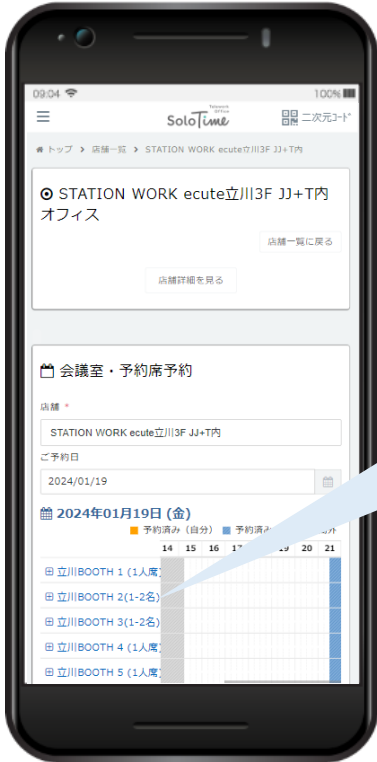 09:04 100%
Telework
Office
SoloTime 二次元コード
トップ > 店舗一覧 > STATION WORK ecute立川3F JJ+T内
STATION WORK ecute立川3F JJ+T内
オフィス
店舗一覧に戻る
店舗詳細を見る
会議室・予約席予約
店舗 *
STATION WORK ecute立川3F JJ+T内
ご予約日
2024/01/19
2024年01月19日 (金)
予約済み（自分） 予約済み
14 15 16 17 19 20 21
立川BOOTH 1 (1人席)
立川BOOTH 2(1-2名)
立川BOOTH 3(1-2名)
立川BOOTH 4 (1人席
立川BOOTH 5 (1人席